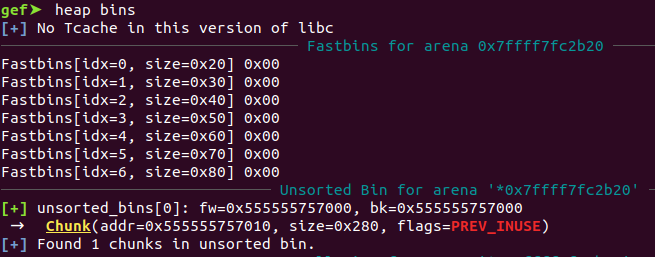 gef➤ heap bins
[+] No Tcache in this version of libc
Fastbins for arena 0x7ffff7fc2b20
Fastbins[idx=0, size=0x20] 0x00
Fastbins[idx=1, size=0x30] 0x00
Fastbins[idx=2, size=0x40] 0x00
Fastbins[idx=3, size=0x50] 0x00
Fastbins[idx=4, size=0x60] 0x00
Fastbins[idx=5, size=0x70] 0x00
Fastbins[idx=6, size=0x80] 0x00
Unsorted Bin for arena '*0x7ffff7fc2b20'
[+] unsorted_bins[0]: fw=0x555555757000, bk=0x555555757000
→ Chunk(addr=0x555555757010, size=0x280, flags=PREV_INUSE)
[+] Found 1 chunks in unsorted bin.